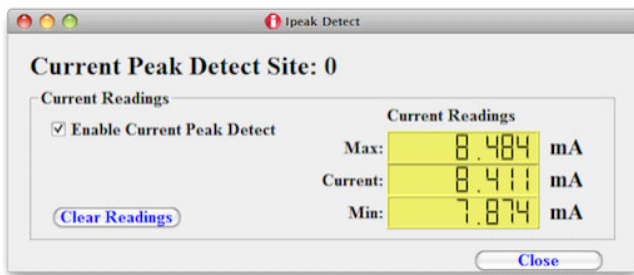 Ipeak Detect
Current Peak Detect Site: 0
Current Readings
Enable Current Peak Detect
Current Readings
Max: 8.484 mA
Current: 8.411 mA
Min: 7.874 mA
Clear Readings
Close